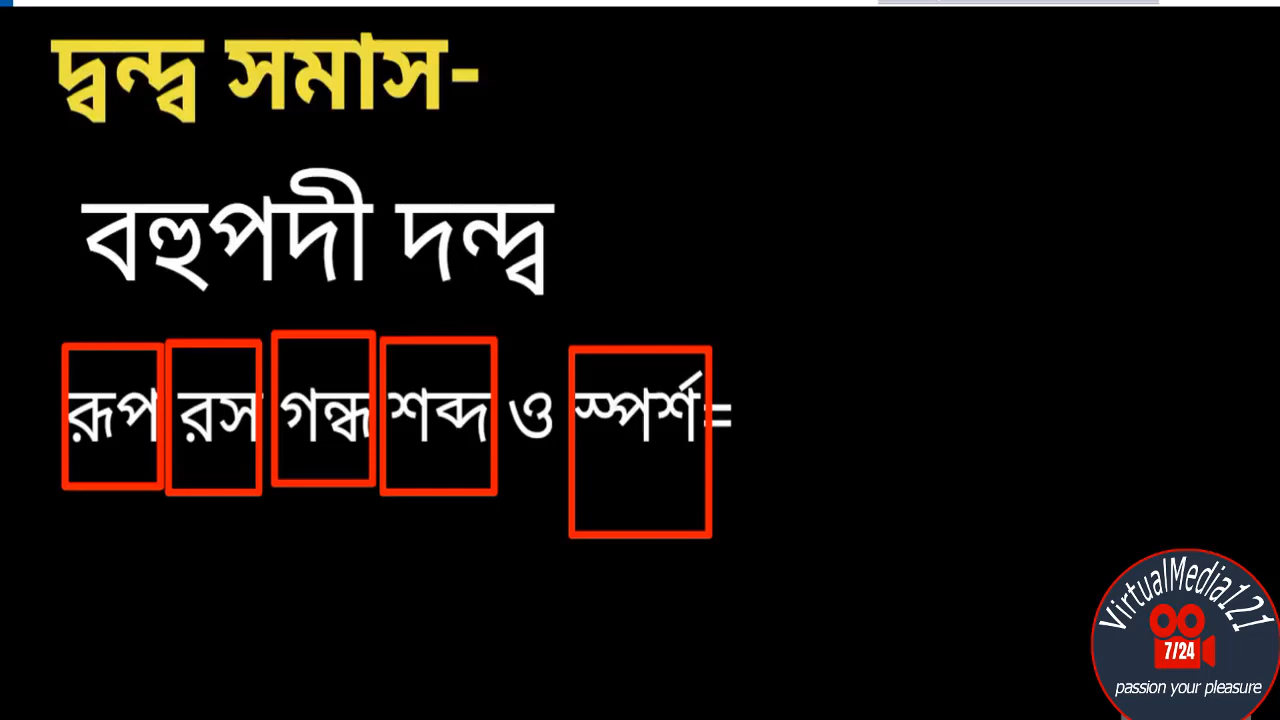 দ্বন্দ্ব সমাস-
বহুপদী দন্দ্ব
রূপ রস গন্ধ শব্দ ও স্পর্শ=
VirtualMedia121
7/24
passion your pleasure